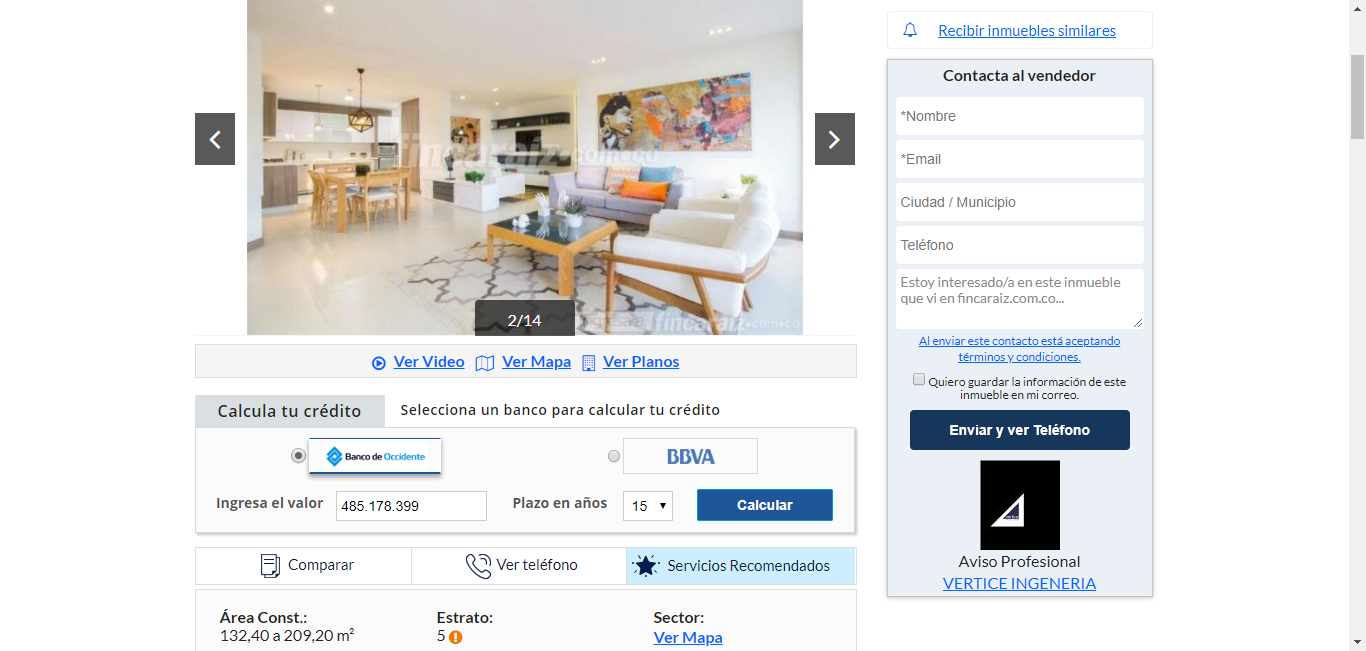 Recibir inmuebles similares
fincaraiz.com.co
fincaraiz.com.co
2/14
Ver Video Ver Mapa Ver Planos
Calcula tu crédito Selecciona un banco para calcular tu crédito
Banco de Occidente BBVA
Ingresa el valor 485.178.399 Plazo en años 15 Calcular
Comparar Ver teléfono Servicios Recomendados
Área Const.: Estrato: Sector:
132,40 a 209,20 m² 5 Ver Mapa
Contacta al vendedor
*Nombre
*Email
Ciudad / Municipio
Teléfono
Estoy interesado/a en este inmueble
que vi en fincaraiz.com.co...
Al enviar este contacto está aceptando
términos y condiciones.
Quiero guardar la información de este
inmueble en mi correo.
Enviar y ver Teléfono
Aviso Profesional
VERTICE INGENERIA